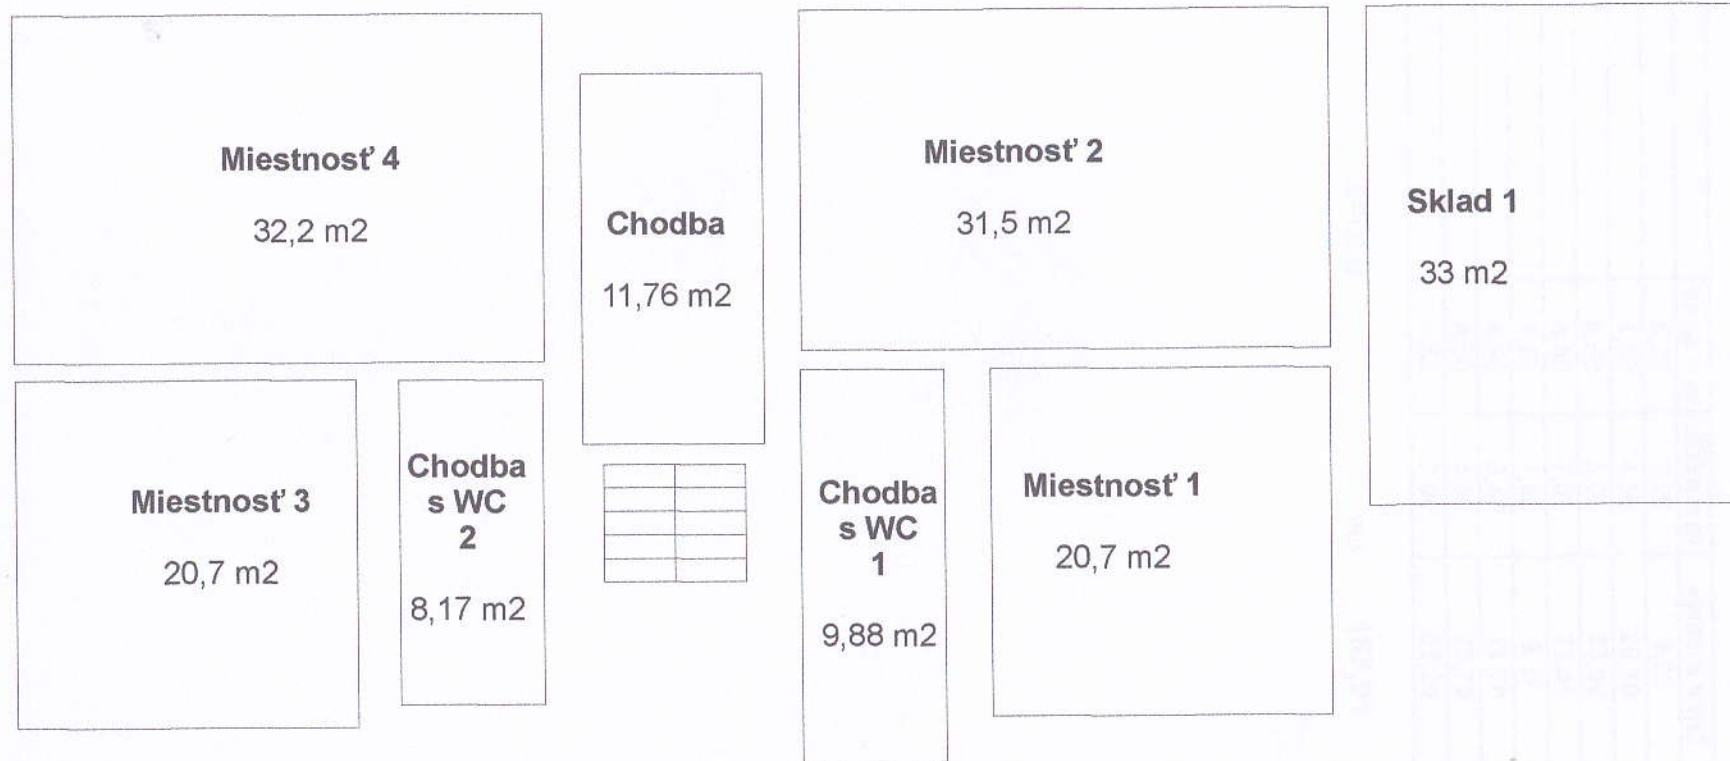 Miestnosť 4
32,2 m2
Chodba
11,76 m2
Miestnosť 2
31,5 m2
Sklad 1
33 m2
Miestnosť 3
20,7 m2
Chodba
s WC
2
8,17 m2
Chodba
s WC
1
9,88 m2
Miestnosť 1
20,7 m2